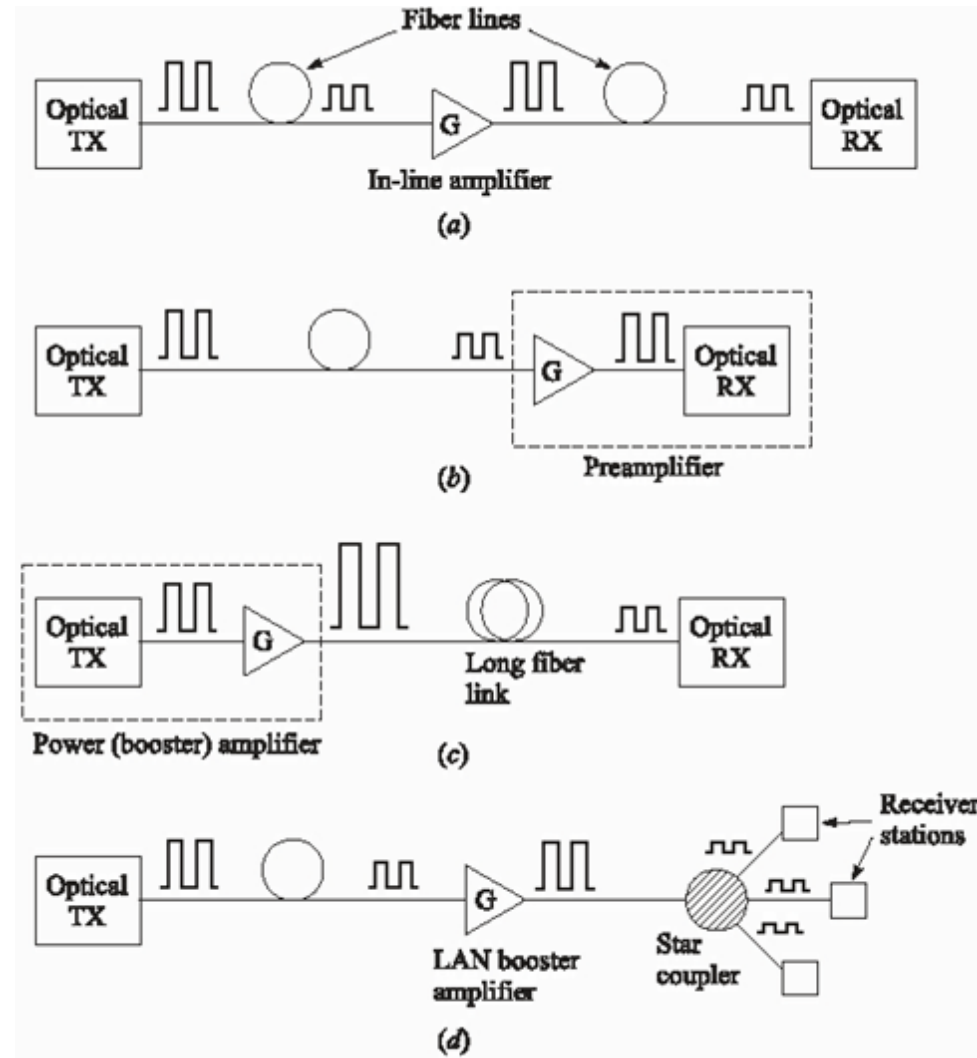 Fiber lines
Optical
TX
G
In-line amplifier
Optical
RX
(a)
Optical
TX
G
Optical
RX
Preamplifier
(b)
Optical
TX
G
Long fiber
link
Optical
RX
Power (booster) amplifier
(c)
Receiver
stations
Optical
TX
G
LAN booster
amplifier
Star
coupler
(d)